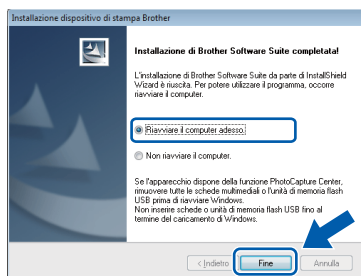 Installazione dispositivo di stampa Brother
Installazione di Brother Software Suite completata!
L'installazione di Brother Software Suite da parte di InstallShield
Wizard è riuscita. Per potere utilizzare il programma, occorre
riavviare il computer.
Riavviare il computer adesso.
Non riavviare il computer.
Se l'apparecchio dispone della funzione PhotoCapture Center,
rimuovere tutte le schede multimediali o l'unità di memoria flash
USB prima di riavviare Windows.
Non inserire schede o unità di memoria flash USB fino al
termine del caricamento di Windows.
< Indietro Fine Annulla